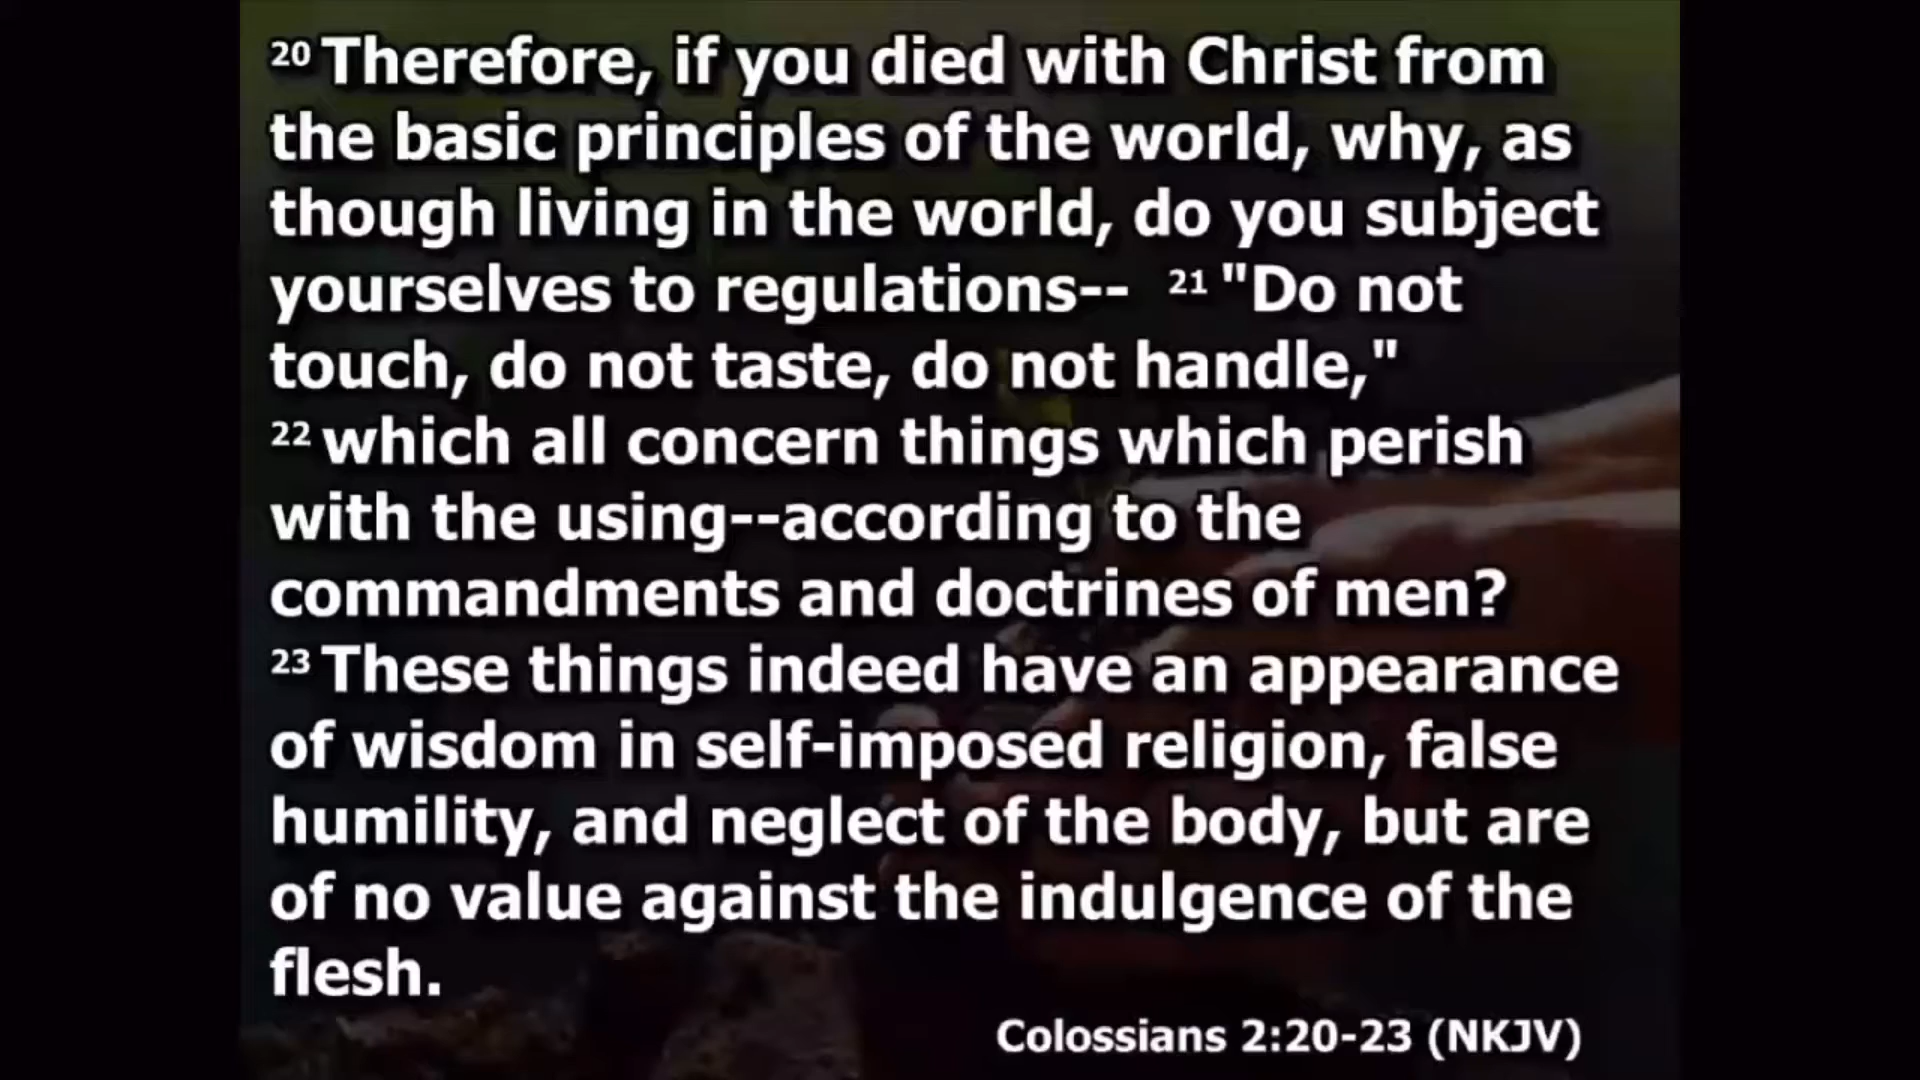 20 Therefore, if you died with Christ from
the basic principles of the world, why, as
though living in the world, do you subject
yourselves to regulations-- 21 "Do not
touch, do not taste, do not handle,"
22 which all concern things which perish
with the using--according to the
commandments and doctrines of men?
23 These things indeed have an appearance
of wisdom in self-imposed religion, false
humility, and neglect of the body, but are
of no value against the indulgence of the
flesh.
Colossians 2:20-23 (NKJV)